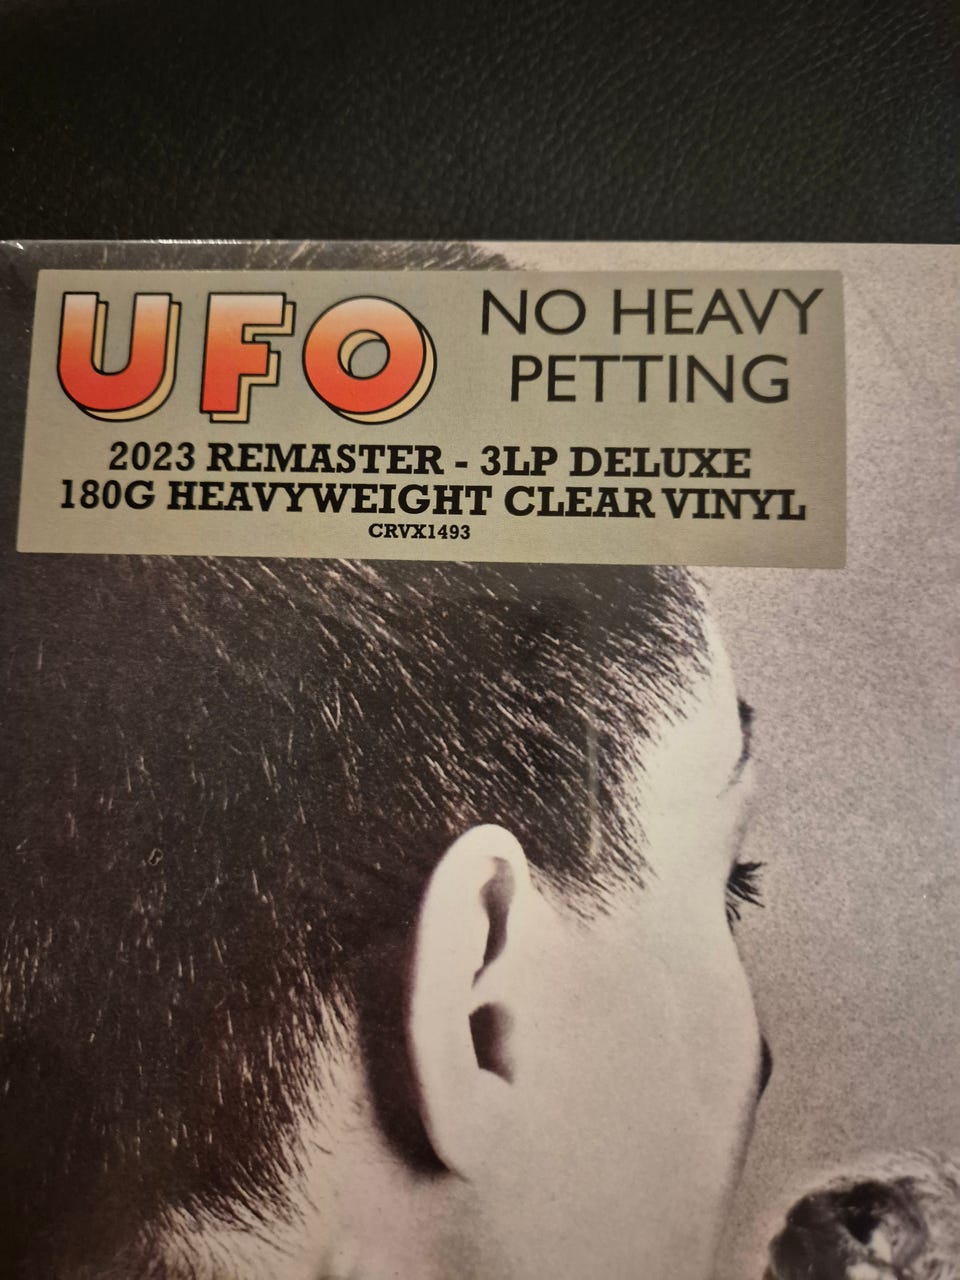 UFO
NO HEAVY
PETTING
2023 REMASTER - 3LP DELUXE
180G HEAVYWEIGHT CLEAR VINYL
CRVX1493